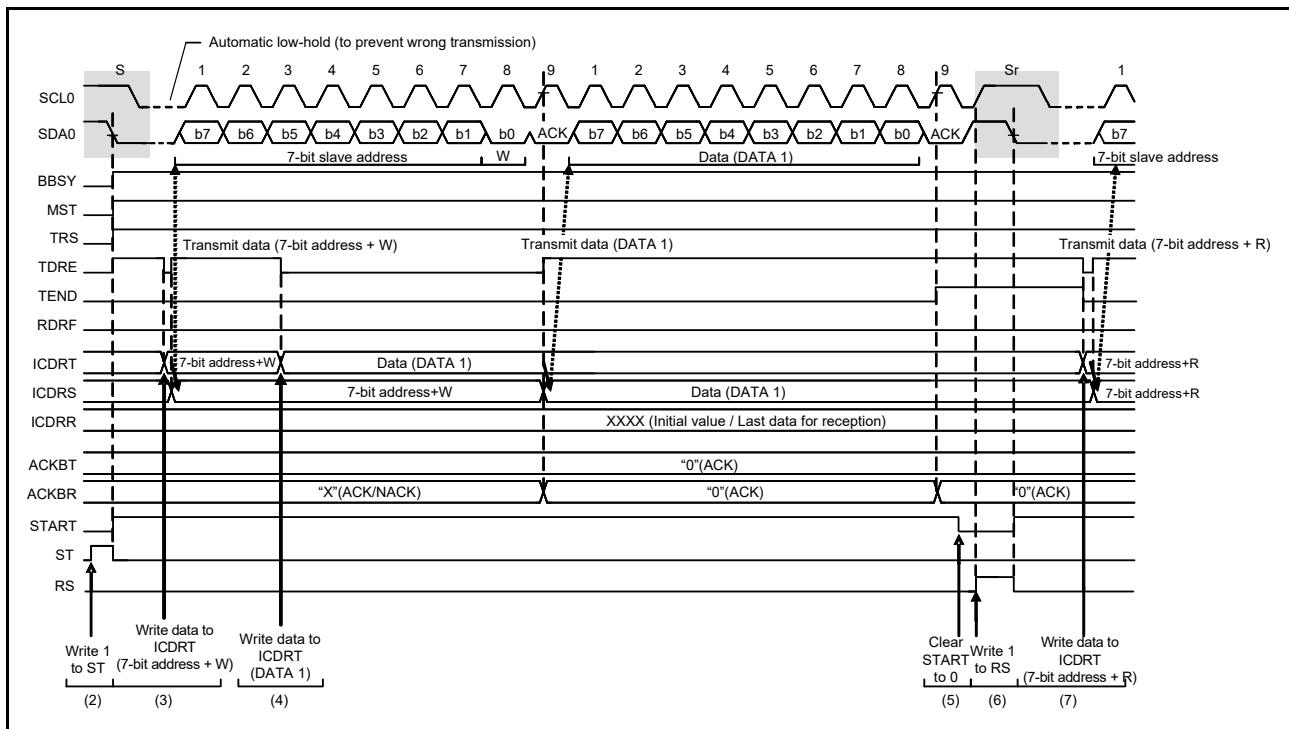 Automatic low-hold (to prevent wrong transmission)
S 1 2 3 4 5 6 7 8 9 1 2 3 4 5 6 7 8 9 Sr 1
SCL0
SDA0 b7 b6 b5 b4 b3 b2 b1 b0 ACK b7 b6 b5 b4 b3 b2 b1 b0 ACK b7
7-bit slave address W Data (DATA 1) 7-bit slave address
BBSY
MST
TRS
Transmit data (7-bit address + W) Transmit data (DATA 1) Transmit data (7-bit address + R)
TDRE
TEND
RDRF
ICDRT 7-bit address+W Data (DATA 1) 7-bit address+R
ICDRS 7-bit address+W Data (DATA 1) 7-bit address+R
ICDRR XXXX (Initial value / Last data for reception)
ACKBT “0”(ACK)
ACKBR “X”(ACK/NACK) “0”(ACK) “0”(ACK)
START
ST
RS
Write 1
to ST
Write data to
ICDRT
(7-bit address + W)
Write data to
ICDRT
(DATA 1)
Clear
START
to 0
Write 1
to RS
Write data to
ICDRT
(7-bit address + R)
(2) (3) (4) (5) (6) (7)